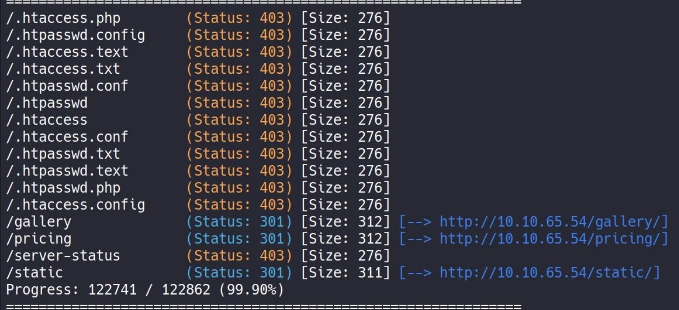 ================================================================
/.htaccess.php (Status: 403) [Size: 276]
/.htpasswd.config (Status: 403) [Size: 276]
/.htaccess.text (Status: 403) [Size: 276]
/.htaccess.txt (Status: 403) [Size: 276]
/.htpasswd.conf (Status: 403) [Size: 276]
/.htpasswd (Status: 403) [Size: 276]
/.htaccess (Status: 403) [Size: 276]
/.htaccess.conf (Status: 403) [Size: 276]
/.htpasswd.txt (Status: 403) [Size: 276]
/.htpasswd.text (Status: 403) [Size: 276]
/.htpasswd.php (Status: 403) [Size: 276]
/.htaccess.config (Status: 403) [Size: 276]
/gallery (Status: 301) [Size: 312] [--> http://10.10.65.54/gallery/]
/pricing (Status: 301) [Size: 312] [--> http://10.10.65.54/pricing/]
/server-status (Status: 403) [Size: 276]
/static (Status: 301) [Size: 311] [--> http://10.10.65.54/static/]
Progress: 122741 / 122862 (99.90%)
================================================================